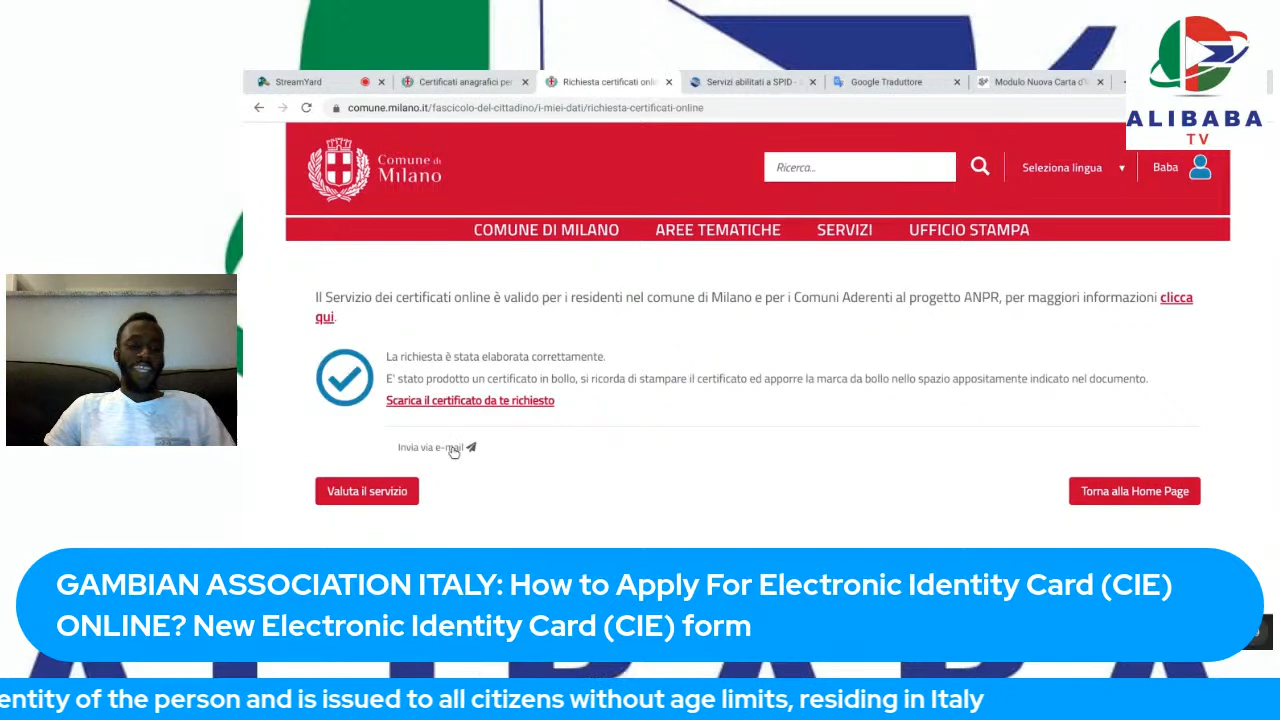 StreamYard
Certificati anagrafici per
Richiesta certificati onlin
Servizi abilitati a SPID - S
Google Traduttore
Modulo Nuova Carta d'
comune.milano.it/fascicolo-del-cittadino/i-miei-dati/richiesta-certificati-online
ALIBABA
TV
Comune di
Milano
Ricerca...
Seleziona lingua
Baba
COMUNE DI MILANO AREE TEMATICHE SERVIZI UFFICIO STAMPA
Il Servizio dei certificati online è valido per i residenti nel comune di Milano e per i Comuni Aderenti al progetto ANPR, per maggiori informazioni clicca
qui.
La richiesta è stata elaborata correttamente.
E' stato prodotto un certificato in bollo, si ricorda di stampare il certificato ed apporre la marca da bollo nello spazio appositamente indicato nel documento.
Scarica il certificato da te richiesto
Invia via e-mail
Valuta il servizio
Torna alla Home Page
GAMBIAN ASSOCIATION ITALY: How to Apply For Electronic Identity Card (CIE)
ONLINE? New Electronic Identity Card (CIE) form
entity of the person and is issued to all citizens without age limits, residing in Italy